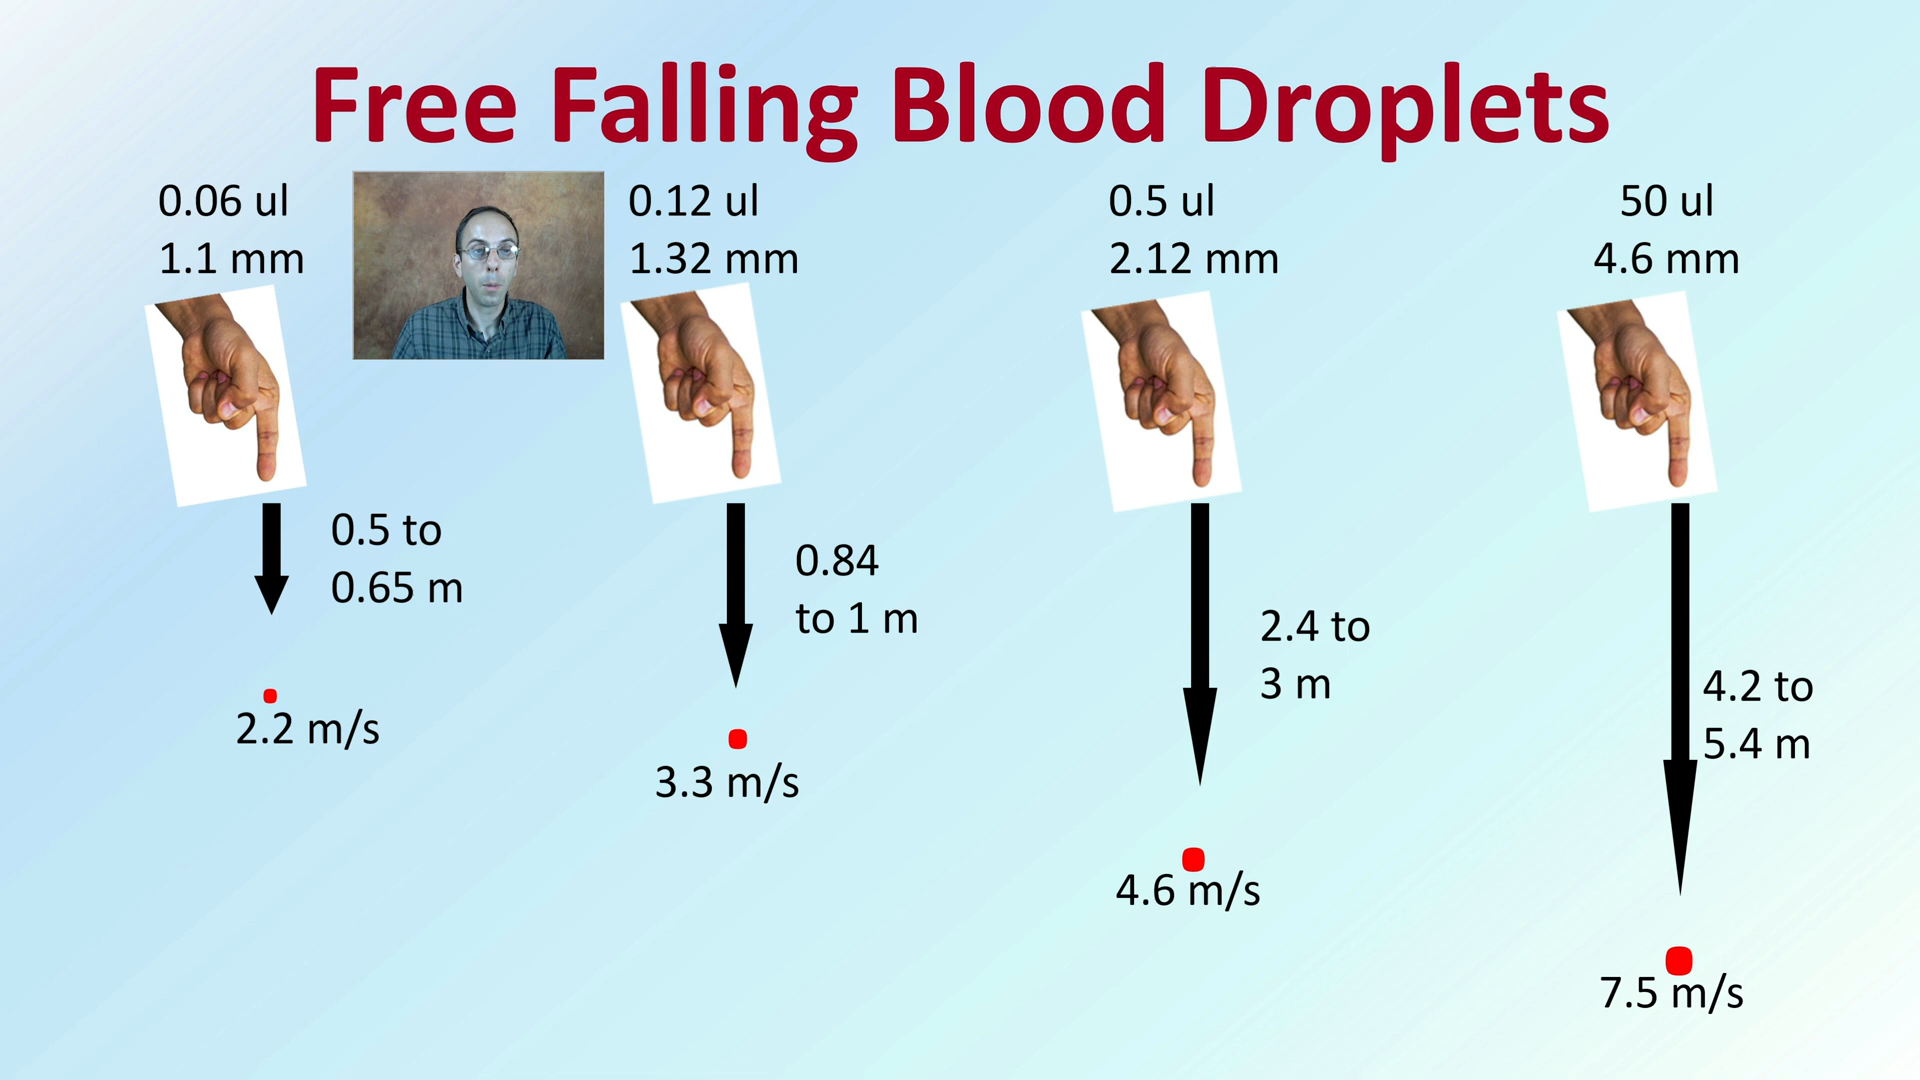 Free Falling Blood Droplets
0.06 ul
1.1 mm
0.12 ul
1.32 mm
0.5 ul
2.12 mm
50 ul
4.6 mm
0.5 to
0.65 m
0.84
to 1 m
2.4 to
3 m
4.2 to
5.4 m
2.2 m/s
3.3 m/s
4.6 m/s
7.5 m/s